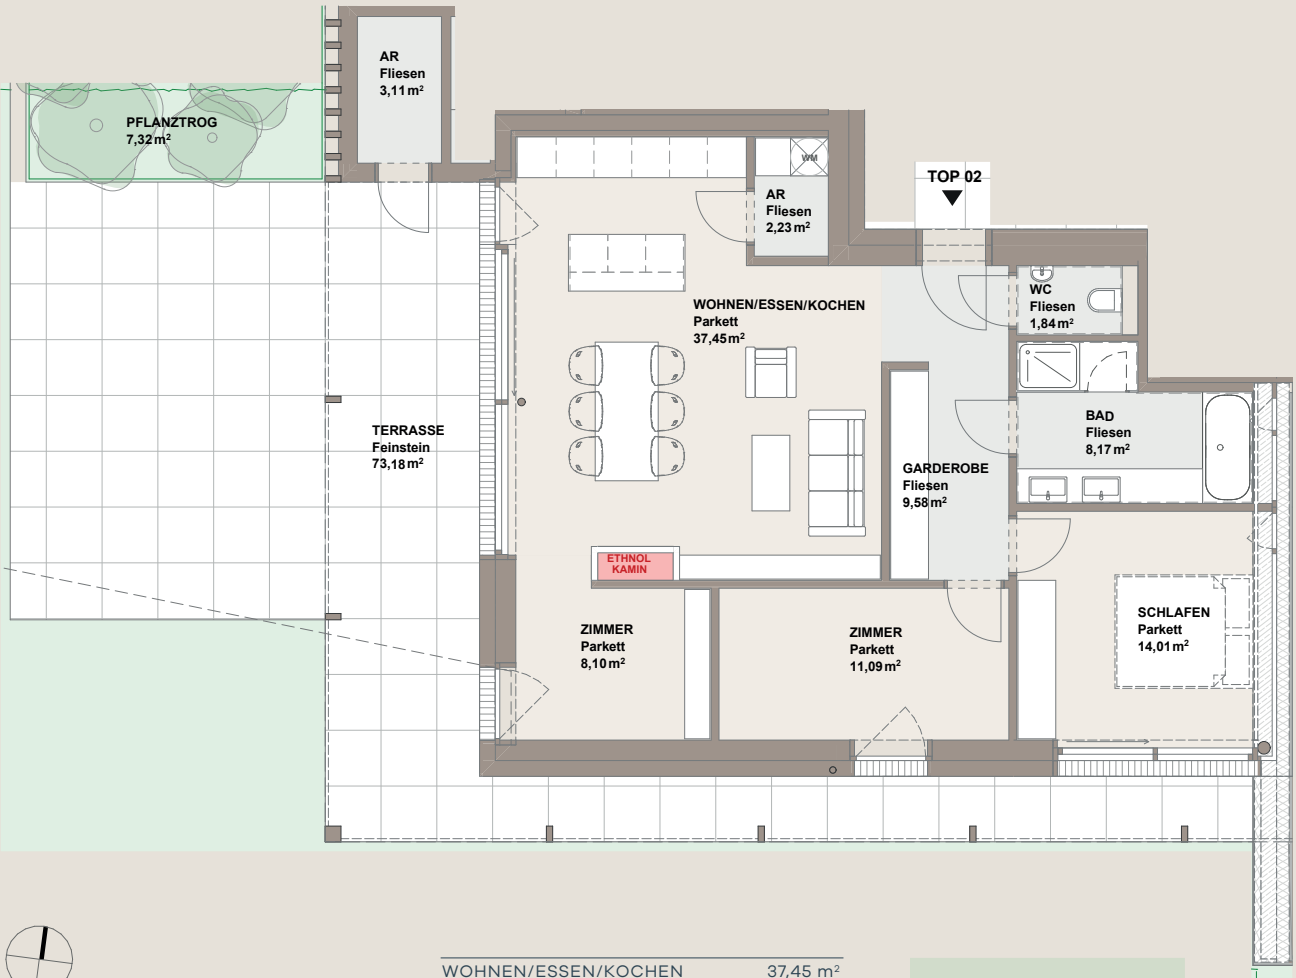 AR
Fliesen
3,11 m²
PFLANZTROG
7,32 m²
WM
AR
Fliesen
2,23 m²
TOP 02
WC
Fliesen
1,84 m²
WOHNEN/ESSEN/KOCHEN
Parkett
37,45 m²
TERRASSE
Feinstein
73,18 m²
BAD
Fliesen
8,17 m²
GARDEROBE
Fliesen
9,58 m²
ETHNOL
KAMIN
ZIMMER
Parkett
8,10 m²
ZIMMER
Parkett
11,09 m²
SCHLAFEN
Parkett
14,01 m²
WOHNEN/ESSEN/KOCHEN 37,45 m²